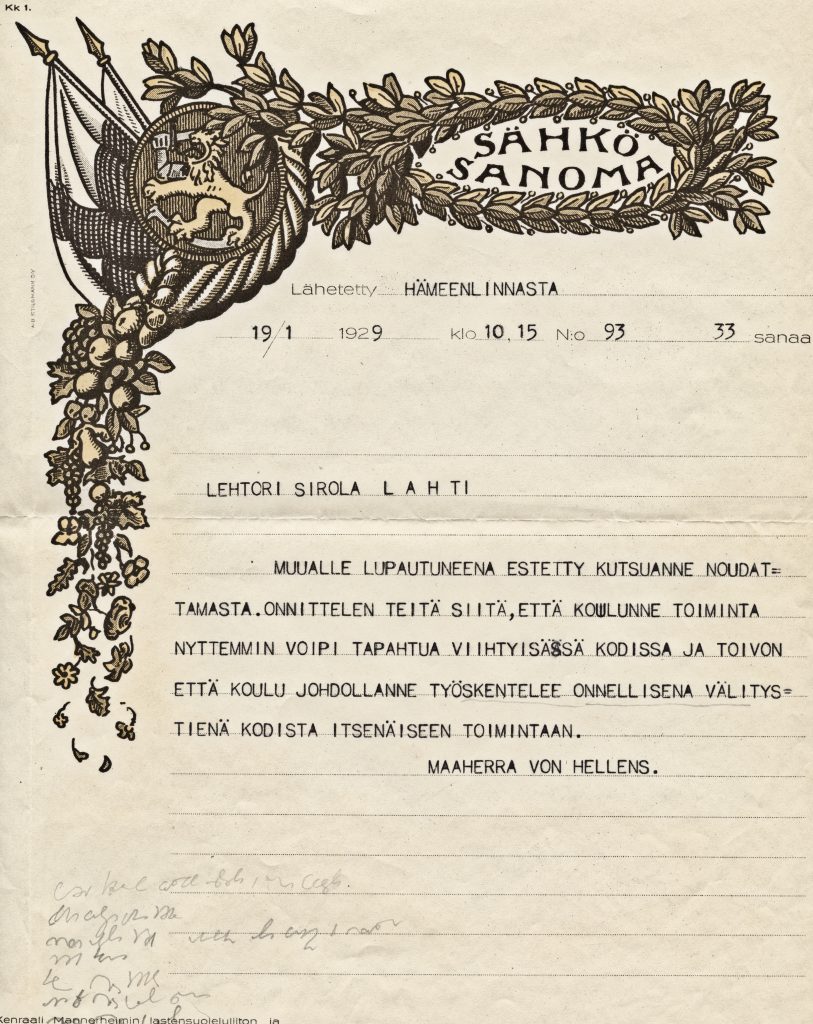 Kk 1.
SÄHKÖ
SANOMA
A-B TILGMANN O-Y
Lähetetty HÄMEENLINNASTA
19/1 1929 klo 10,15 N:o 93 33 sanaa
LEHTORI SIROLA L A H T I
MUUALLE LUPAUTUNEENA ESTETTY KUTSUANNE NOUDAT=
TAMASTA.ONNITTELEN TEITÄ SIITÄ,ETTÄ KOULUNNE TOIMINTA
NYTTEMMIN VOIPI TAPAHTUA VIIHTYISÄSSÄ KODISSA JA TOIVON
ETTÄ KOULU JOHDOLLANNE TYÖSKENTELEE ONNELLISENA VÄLITYS=
TIENÄ KODISTA ITSENÄISEEN TOIMINTAAN.
MAAHERRA VON HELLENS.
Kenraali Mannerheimin lastensuojeluliiton ja